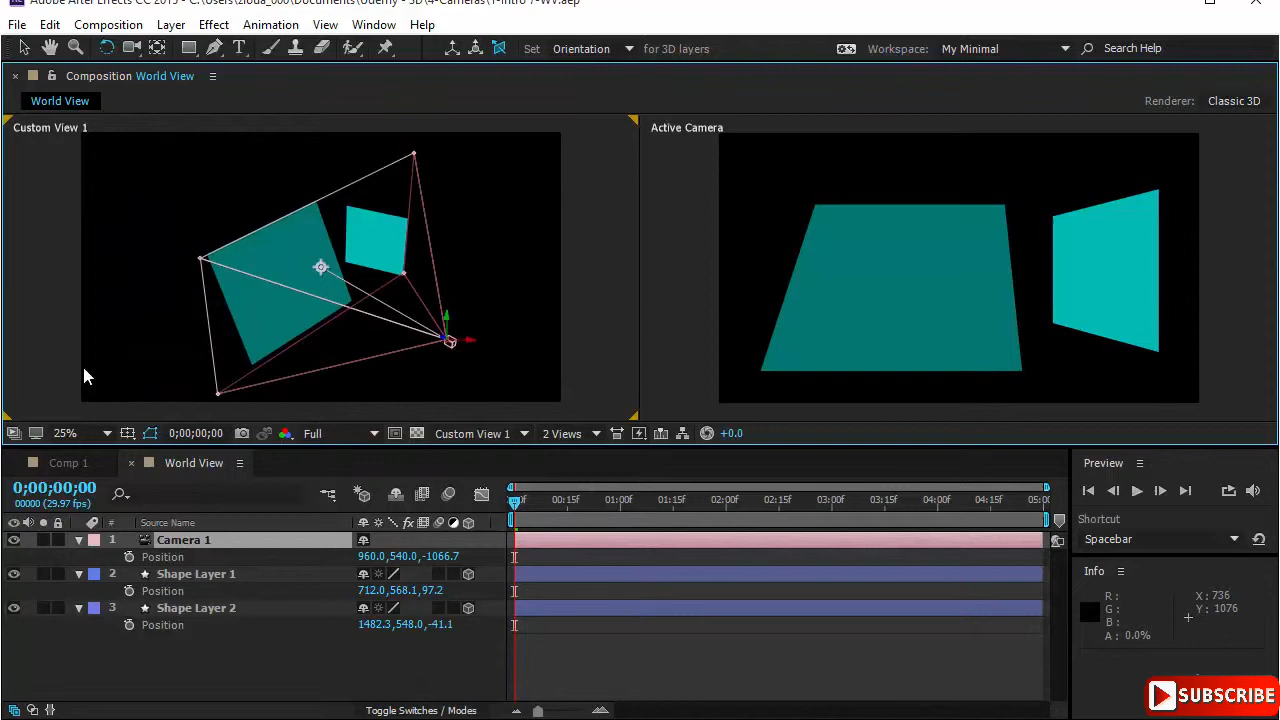 Adobe After Effects CC 2015 - C:\Users\zioua_000\Documents\Udemy - 3D\4-Cameras\1-Intro 7-WV.aep
File Edit Composition Layer Effect Animation View Window Help
Set Orientation for 3D layers Workspace: My Minimal Search Help
Composition World View
World View Renderer: Classic 3D
Custom View 1 Active Camera
25% 0;00;00;00 Full Custom View 1 2 Views +0.0
Comp 1 World View Preview
0;00;00;00
00000 (29.97 fps)
00f 00:15f 01:00f 01:15f 02:00f 02:15f 03:00f 03:15f 04:00f 04:15f 05:00
# Source Name Shortcut
1 Camera 1 Spacebar
Position 960.0,540.0,-1066.7
2 Shape Layer 1 Info
Position 712.0,568.1,97.2
3 Shape Layer 2
Position 1482.3,548.0,-41.1
R : X : 736
G : Y : 1076
B :
A : 0.0%
SUBSCRIBE
Toggle Switches / Modes